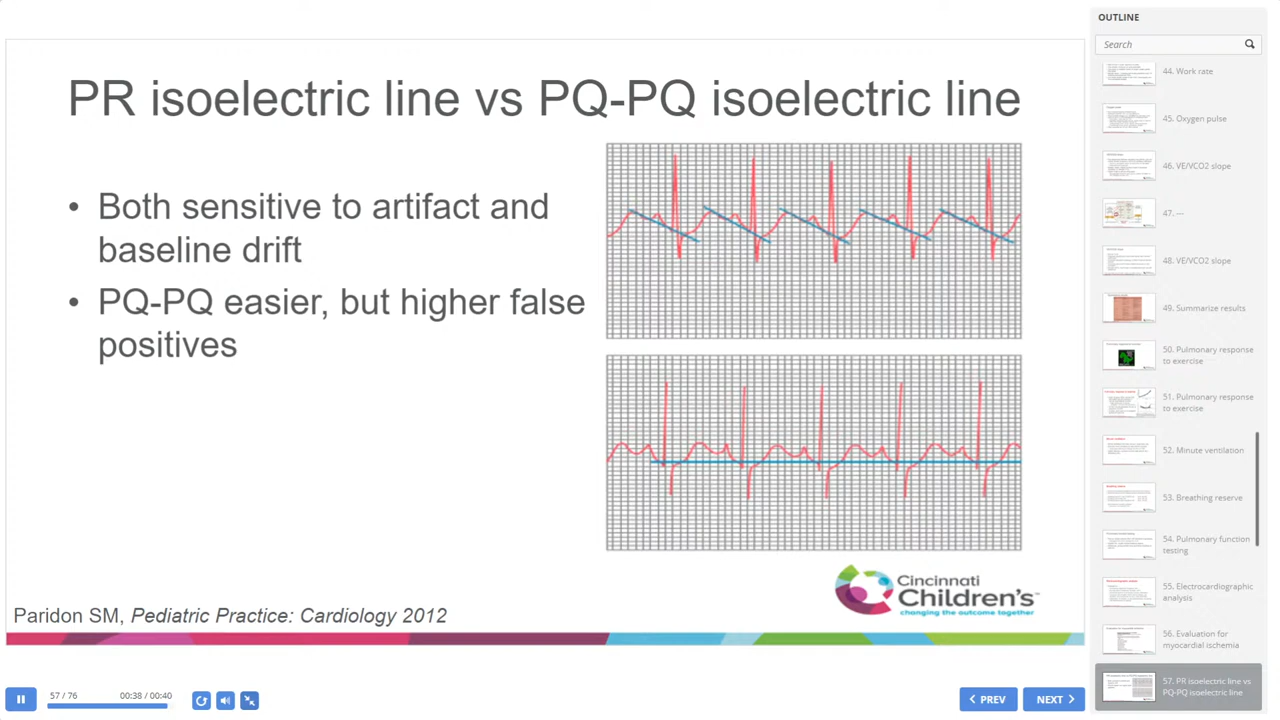 PR isoelectric line vs PQ-PQ isoelectric line
• Both sensitive to artifact and
baseline drift
• PQ-PQ easier, but higher false
positives
Cincinnati
Children's™
changing the outcome together
Paridon SM, Pediatric Practice: Cardiology 2012
57 / 76
00:38 / 00:40
PREV
NEXT
OUTLINE
Search
44. Work rate
45. Oxygen pulse
46. VE/VCO2 slope
47. —
48. VE/VCO2 slope
49. Summarize results
50. Pulmonary response
to exercise
51. Pulmonary response
to exercise
52. Minute ventilation
53. Breathing reserve
54. Pulmonary function
testing
55. Electrocardiographic
analysis
56. Evaluation for
myocardial ischemia
57. PR isoelectric line vs
PQ-PQ isoelectric line